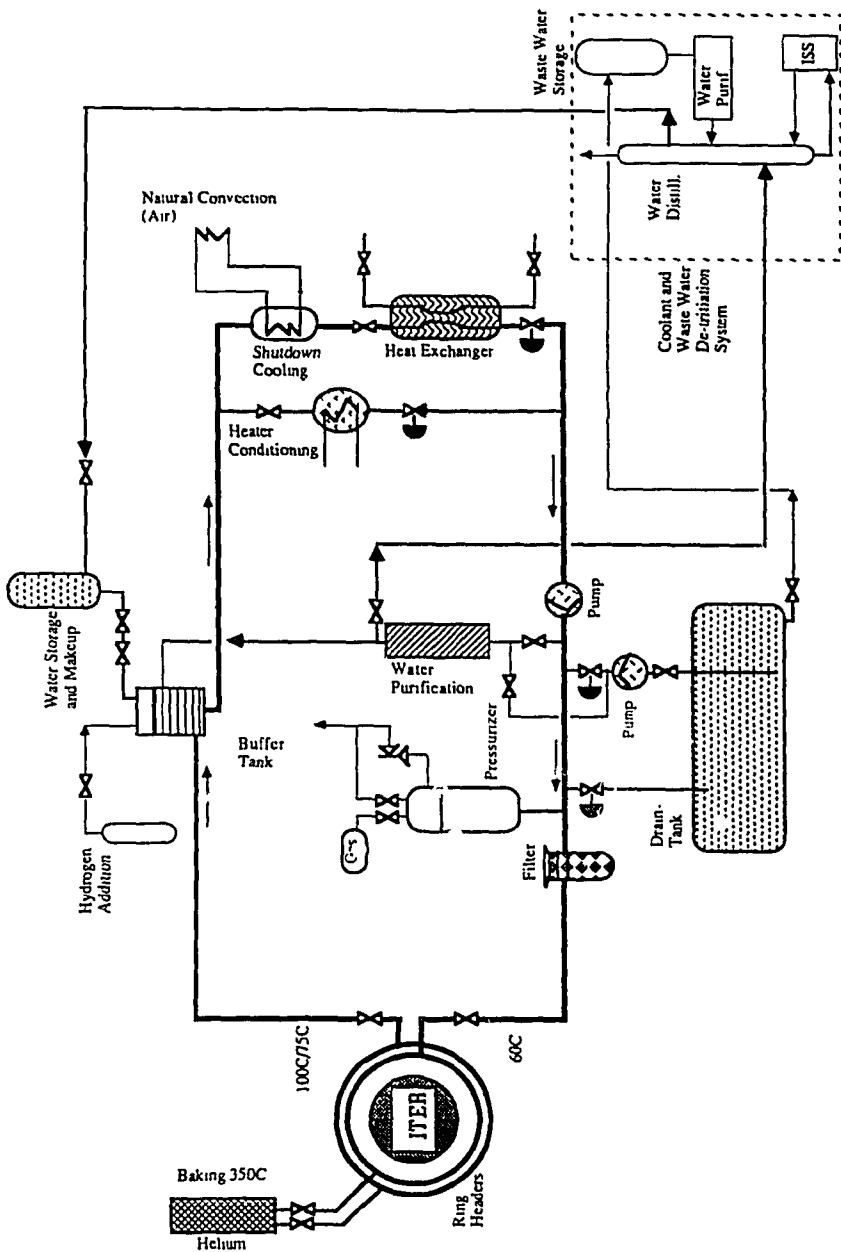 Waste Water
Storage
Water
Purif
ISS
Water
Distill.
Natural Convection
(Air)
Shutdown
Cooling
Heat Exchanger
Coolant and
Waste Water
De-tritiation
System
Heater
Conditioning
Water Storage
and Makeup
Pump
Water
Purification
Hydrogen
Addition
Buffer
Tank
Pressurizer
Pump
Gas
Filter
Drain-
Tank
100C/75C
60C
ITER
Baking 350C
Helium
Ring
Headers